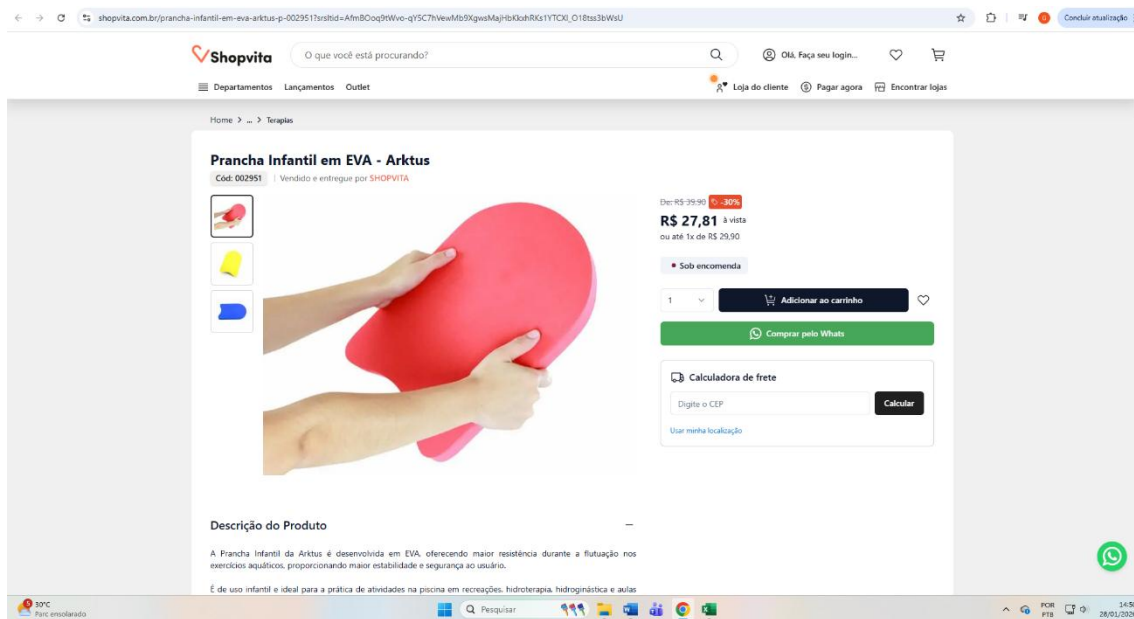 shopvita.com.br/prancha-infantil-em-eva-arktus-p-002951?srsltid=
Concluir atualização
Shopvita
O que você está procurando?
Olá, Faça seu login...
Departamentos Lançamentos Outlet
Loja do cliente Pagar agora Encontrar lojas
Home > ... > Terapias
Prancha Infantil em EVA - Arktus
Cód: 002951 | Vendido e entregue por SHOPVITA
De: R$ 39,90 -30%
R$ 27,81 à vista
ou até 1x de R$ 29,90
Sob encomenda
1 Adicionar ao carrinho
Comprar pelo Whats
Calculadora de frete
Digite o CEP Calcular
Usar minha localização
Descrição do Produto
A Prancha Infantil da Arktus é desenvolvida em EVA, oferecendo maior resistência durante a flutuação nos
exercícios aquáticos, proporcionando maior estabilidade e segurança ao usuário.
É de uso infantil e ideal para a prática de atividades na piscina em recreações, hidroterapia, hidroginástica e aulas
30°C
Parc ensolarado
Pesquisar
POR
PTB